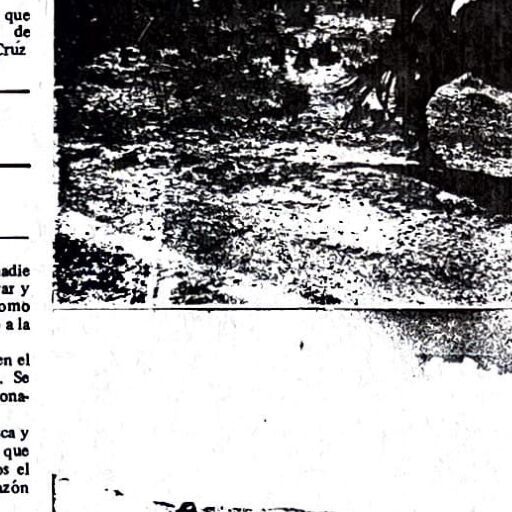 que
de
Cruz
adie
ar y
omo
a la
en el
. Se
ona-
ca y
que
os el
azón